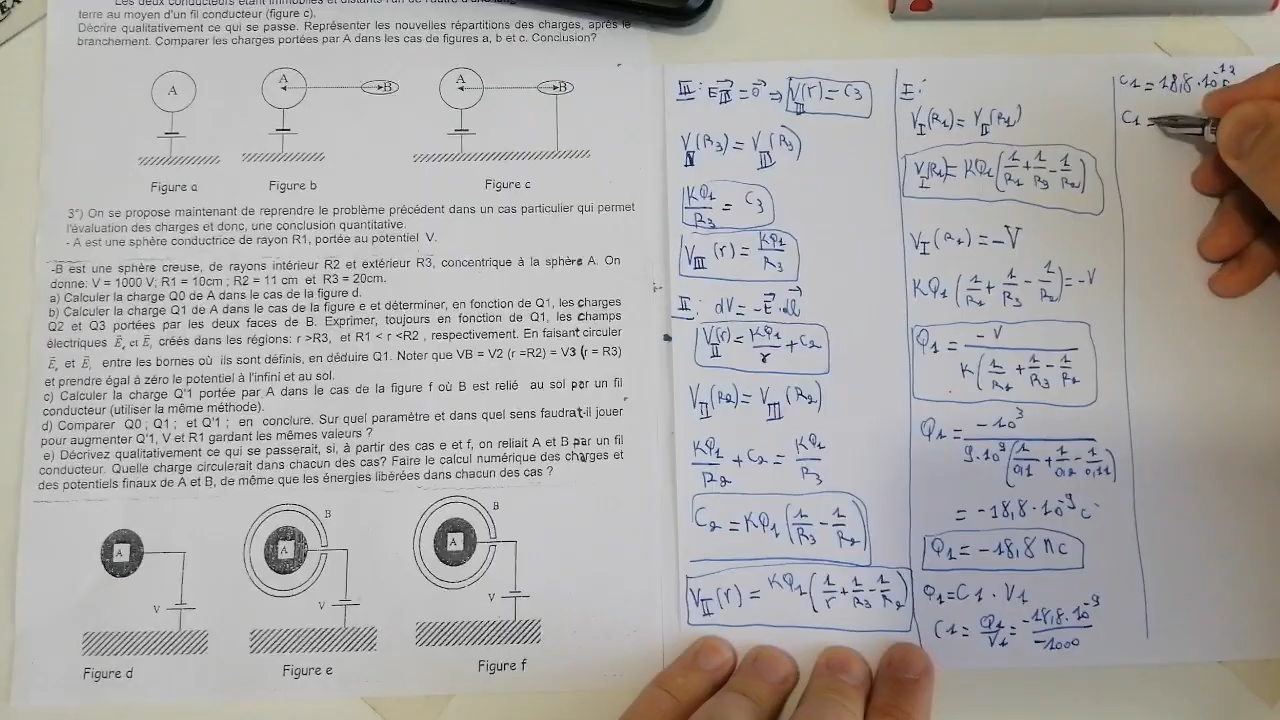 terre au moyen d'un fil conducteur (figure c).
Décrire qualitativement ce qui se passe. Représenter les nouvelles répartitions des charges, après le
branchement. Comparer les charges portées par A dans les cas de figures a, b et c. Conclusion?
A
A
B
A
B
Figure a
Figure b
Figure c
3°) On se propose maintenant de reprendre le problème précédent dans un cas particulier qui permet
l'évaluation des charges et donc, une conclusion quantitative.
- A est une sphère conductrice de rayon R1, portée au potentiel V.
-B est une sphère creuse, de rayons intérieur R2 et extérieur R3, concentrique à la sphère A. On
donne: V = 1000 V; R1 = 10cm ; R2 = 11 cm et R3 = 20cm.
a) Calculer la charge Q0 de A dans le cas de la figure d.
b) Calculer la charge Q1 de A dans le cas de la figure e et déterminer, en fonction de Q1, les charges
Q2 et Q3 portées par les deux faces de B. Exprimer, toujours en fonction de Q1, les champs
électriques E, et E, créés dans les régions: r >R3, et R1 < r <R2 , respectivement. En faisant circuler
E, et E, entre les bornes où ils sont définis, en déduire Q1. Noter que VB = V2 (r =R2) = V3 (r = R3)
et prendre égal à zéro le potentiel à l'infini et au sol.
c) Calculer la charge Q'1 portée par A dans le cas de la figure f où B est relié au sol par un fil
conducteur (utiliser la même méthode).
d) Comparer Q0 ; Q1 ; et Q'1 ; en conclure. Sur quel paramètre et dans quel sens faudrat-il jouer
pour augmenter Q'1, V et R1 gardant les mêmes valeurs ?
e) Décrivez qualitativement ce qui se passerait, si, à partir des cas e et f, on reliait A et B par un fil
conducteur. Quelle charge circulerait dans chacun des cas? Faire le calcul numérique des charges et
des potentiels finaux de A et B, de même que les énergies libérées dans chacun des cas ?
A
V
B
A
V
B
A
V
Figure d
Figure e
Figure f
III : E⃗III = 0⃗ ⇒ VIII(r) = C3
VIV(R3) = VIII(R3)
KQ1/R3 = C3
VIII(r) = KQ1/R3
II : dV = -E⃗.dl⃗
VII(r) = KQ1/r + C2
VII(R2) = VIII(R2)
KQ1/R2 + C2 = KQ1/R3
C2 = KQ1(1/R3 - 1/R2)
VII(r) = KQ1(1/r + 1/R3 - 1/R2)
I :
VI(R1) = VII(R1)
VI(R1) = KQ1(1/R1 + 1/R3 - 1/R2)
VI(R1) = -V
KQ1(1/R1 + 1/R3 - 1/R2) = -V
Q1 = -V/K(1/R1 + 1/R3 - 1/R2)
Q1 = -10³/9.10⁹(1/0,1 + 1/0,2 - 1/0,11)
= -18,8.10⁻⁹ C
Q1 = -18,8 nc
Q1 = C1 . V1
C1 = Q1/V1 = -18,8.10⁻⁹/-1000
C1 = 18,8.10⁻¹²
C1 =